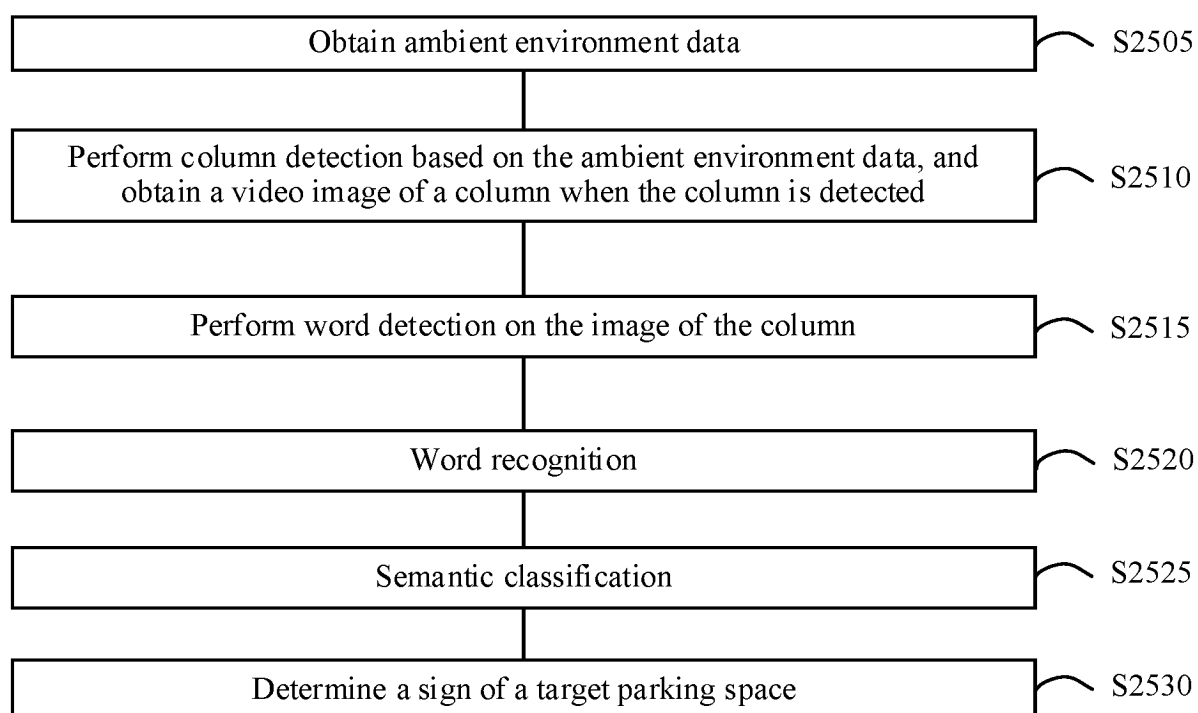 Obtain ambient environment data
S2505
Perform column detection based on the ambient environment data, and
obtain a video image of a column when the column is detected
S2510
Perform word detection on the image of the column
S2515
Word recognition
S2520
Semantic classification
S2525
Determine a sign of a target parking space
S2530